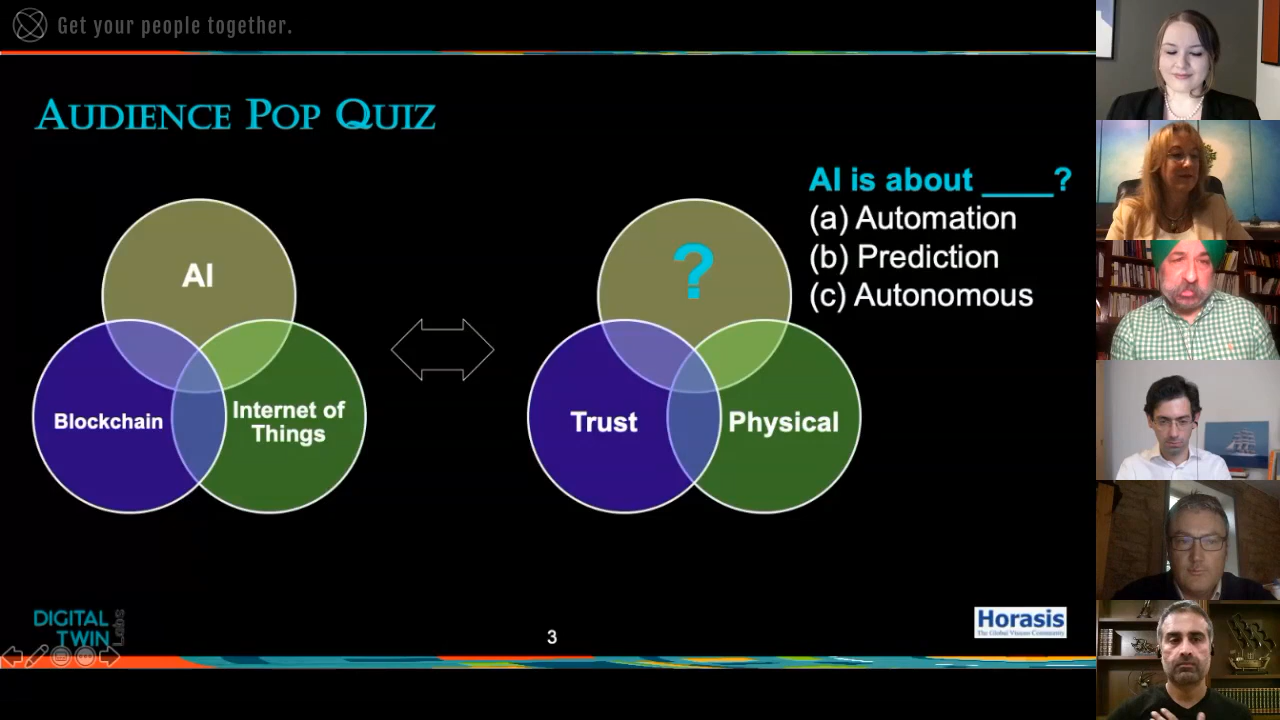 Get your people together.
AUDIENCE POP QUIZ
AI is about ____?
(a) Automation
(b) Prediction
(c) Autonomous
AI
Blockchain
Internet of
Things
?
Trust
Physical
DIGITAL
TWIN
Labs
3
Horasis
The Global Visions Community